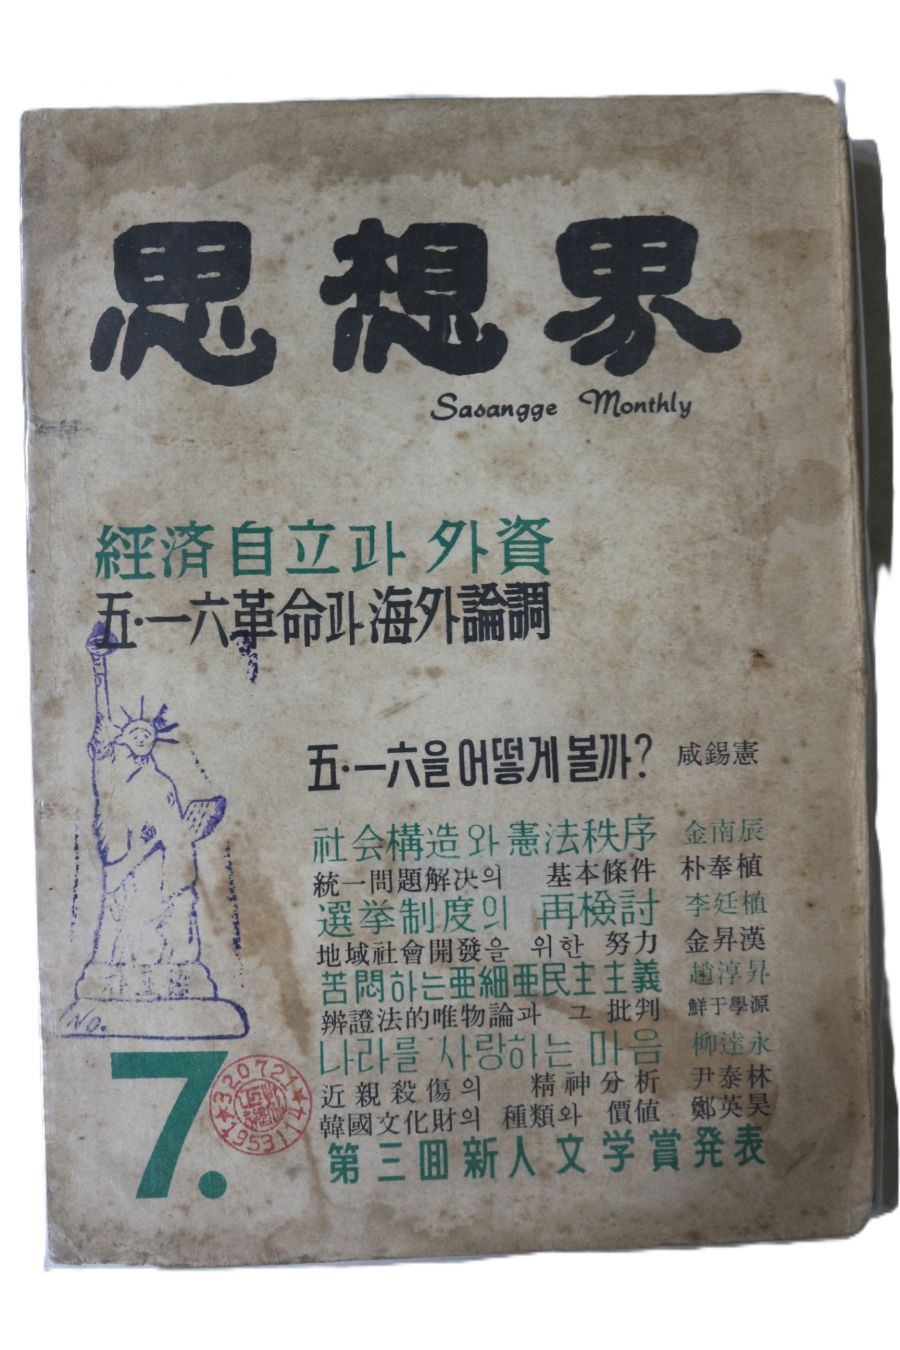 思想界
Sasangge Monthly
經済自立과 外資
五·一六革命과 海外論調
五·一六을 어떻게 볼까? 咸錫憲
社会構造와 憲法秩序 金南辰
統一問題解決의 基本條件 朴奉植
選挙制度의 再檢討 李廷植
地域社會開發을 위한 努力 金昇漢
苦悶하는 亜細亜民主主義 趙淳昇
辨證法的唯物論과 그 批判 鮮于學源
나라를 사랑하는 마음 柳達永
近親殺傷의 精神分析 尹泰林
韓國文化財의 種類와 價値 鄭英昊
第三回新人文学賞発表
No.
7.